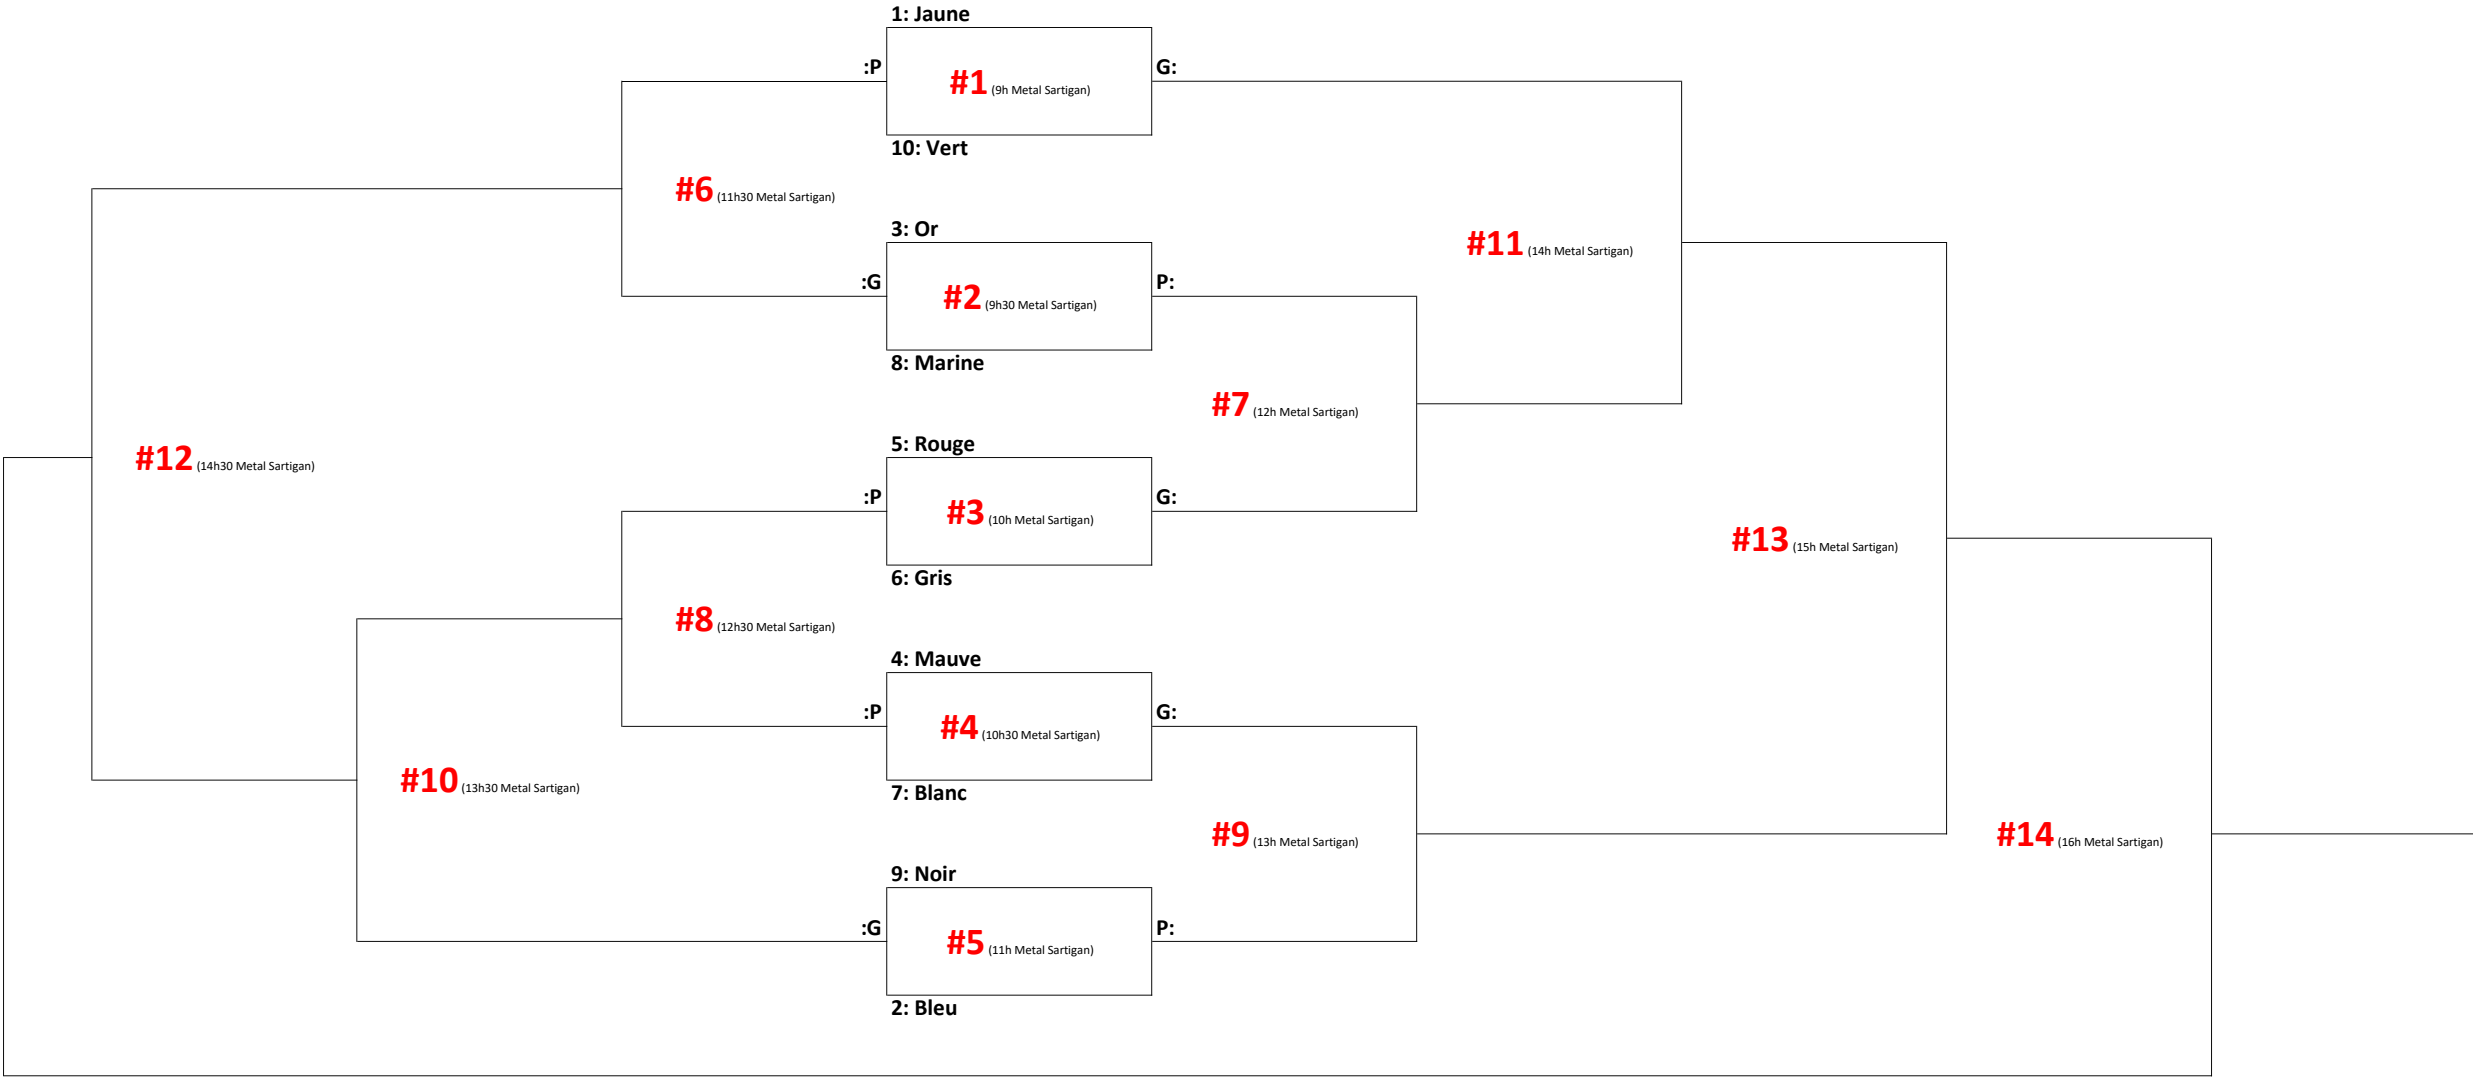 1: Jaune
:P
#1 (9h Metal Sartigan)
G:
10: Vert
#6 (11h30 Metal Sartigan)
3: Or
#11 (14h Metal Sartigan)
:G
#2 (9h30 Metal Sartigan)
P:
8: Marine
#7 (12h Metal Sartigan)
5: Rouge
#12 (14h30 Metal Sartigan)
:P
#3 (10h Metal Sartigan)
G:
#13 (15h Metal Sartigan)
6: Gris
#8 (12h30 Metal Sartigan)
4: Mauve
:P
#4 (10h30 Metal Sartigan)
G:
#10 (13h30 Metal Sartigan)
7: Blanc
#9 (13h Metal Sartigan)
#14 (16h Metal Sartigan)
9: Noir
:G
#5 (11h Metal Sartigan)
P:
2: Bleu